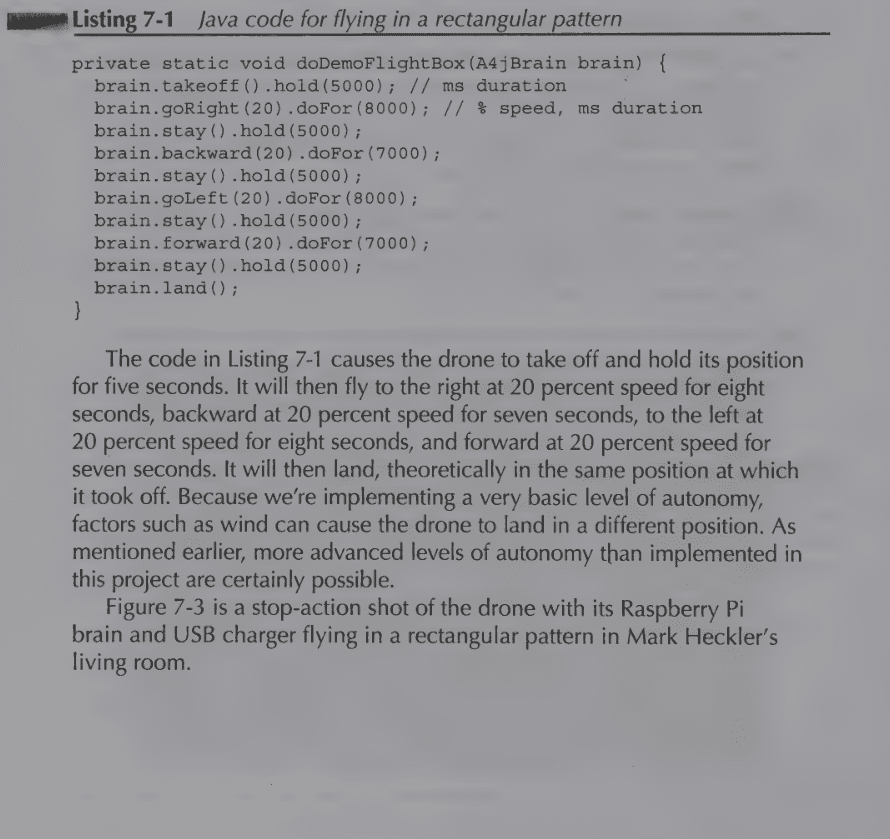 Listing 7-1 Java code for flying in a rectangular pattern
private static void doDemoFlightBox(A4jBrain brain) {
brain.takeoff().hold(5000); // ms duration
brain.goRight(20).doFor(8000); // % speed, ms duration
brain.stay().hold(5000);
brain.backward(20).doFor(7000);
brain.stay().hold(5000);
brain.goLeft(20).doFor(8000);
brain.stay().hold(5000);
brain.forward(20).doFor(7000);
brain.stay().hold(5000);
brain.land();
}
The code in Listing 7-1 causes the drone to take off and hold its position
for five seconds. It will then fly to the right at 20 percent speed for eight
seconds, backward at 20 percent speed for seven seconds, to the left at
20 percent speed for eight seconds, and forward at 20 percent speed for
seven seconds. It will then land, theoretically in the same position at which
it took off. Because we're implementing a very basic level of autonomy,
factors such as wind can cause the drone to land in a different position. As
mentioned earlier, more advanced levels of autonomy than implemented in
this project are certainly possible.
Figure 7-3 is a stop-action shot of the drone with its Raspberry Pi
brain and USB charger flying in a rectangular pattern in Mark Heckler's
living room.